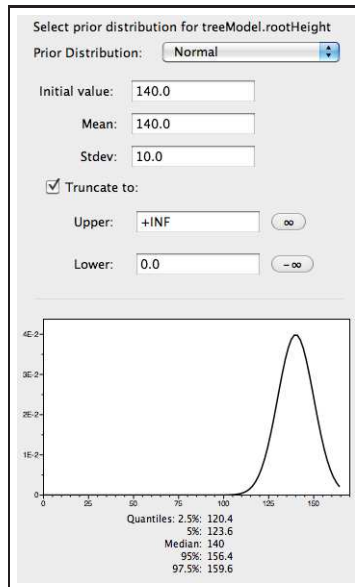 Select prior distribution for treeModel.rootHeight
Prior Distribution: Normal
Initial value: 140.0
Mean: 140.0
Stdev: 10.0
Truncate to:
Upper: +INF ∞
Lower: 0.0 -∞
4E-2
3E-2
2E-2
1E-2
0
0 25 50 75 100 125 150
Quantiles: 2.5%: 120.4
5%: 123.6
Median: 140
95%: 156.4
97.5%: 159.6